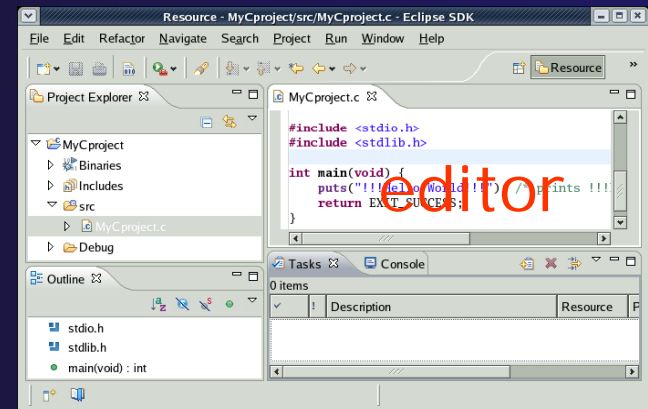 Resource - MyCproject/src/MyCproject.c - Eclipse SDK
File Edit Refactor Navigate Search Project Run Window Help
Resource »
Project Explorer
MyCproject
Binaries
Includes
src
MyCproject.c
Debug
MyCproject.c
#include <stdio.h>
#include <stdlib.h>
int main(void) {
puts("!!!Hello World!!!") /* prints !!!
return EXIT_SUCCESS;
}
editor
Outline
stdio.h
stdlib.h
main(void) : int
Tasks Console
0 items
! Description Resource P